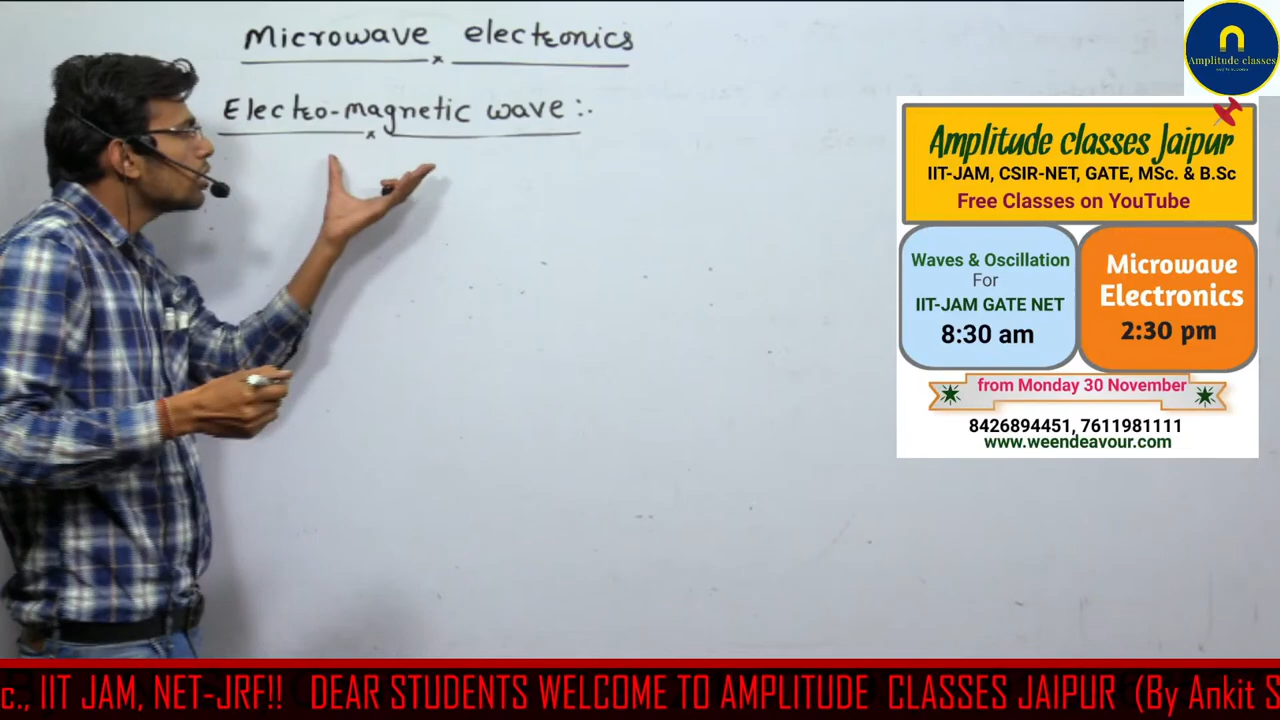 Microwave electronics
Electro-magnetic wave:-
Amplitude classes
Amplitude classes Jaipur
IIT-JAM, CSIR-NET, GATE, MSc. & B.Sc
Free Classes on YouTube
Waves & Oscillation
For
IIT-JAM GATE NET
8:30 am
Microwave
Electronics
2:30 pm
from Monday 30 November
8426894451, 7611981111
www.weendeavour.com
c., IIT JAM, NET-JRF!! DEAR STUDENTS WELCOME TO AMPLITUDE CLASSES JAIPUR (By Ankit S